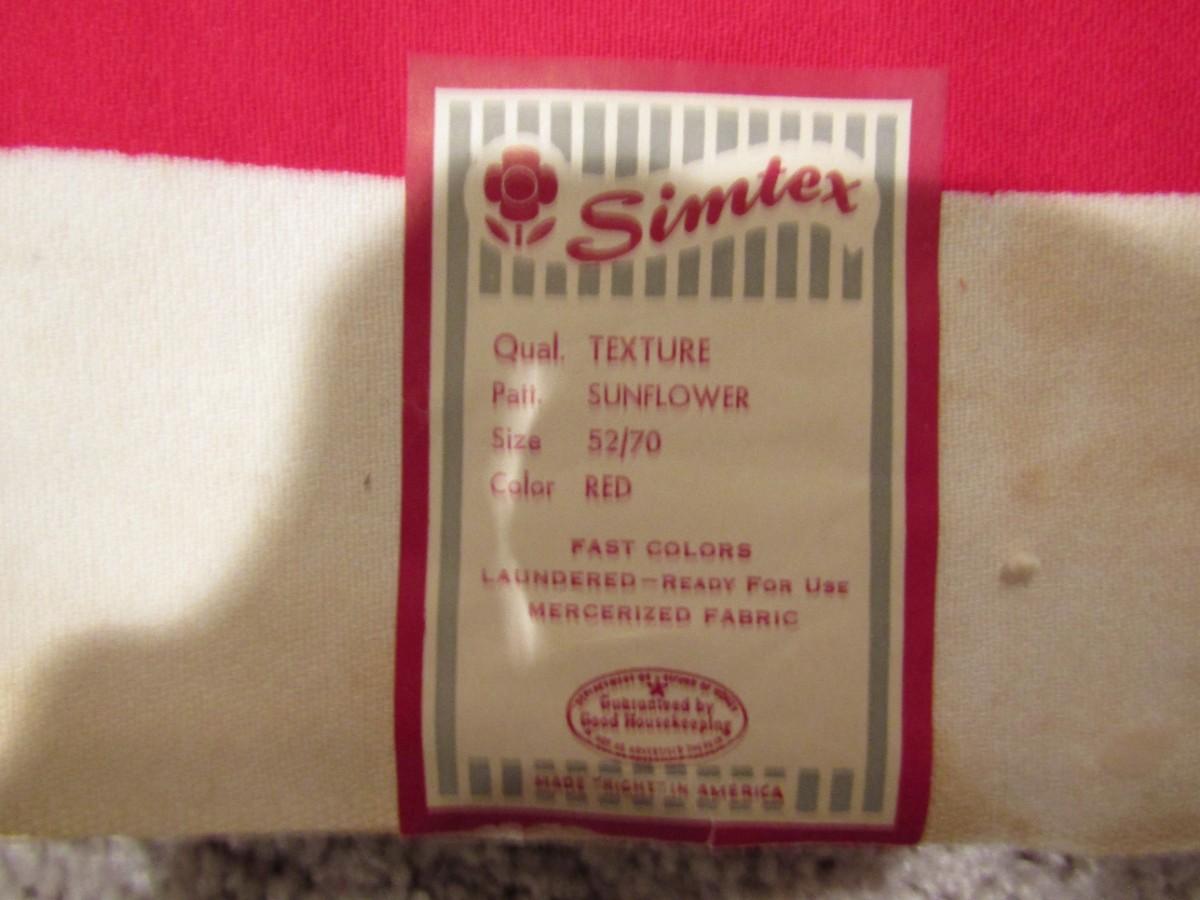 Simtex
Qual. TEXTURE
Patt. SUNFLOWER
Size 52/70
Color RED
FAST COLORS
LAUNDERED—READY FOR USE
MERCERIZED FABRIC
Guaranteed by
Good Housekeeping
MADE "RIGHT" IN AMERICA